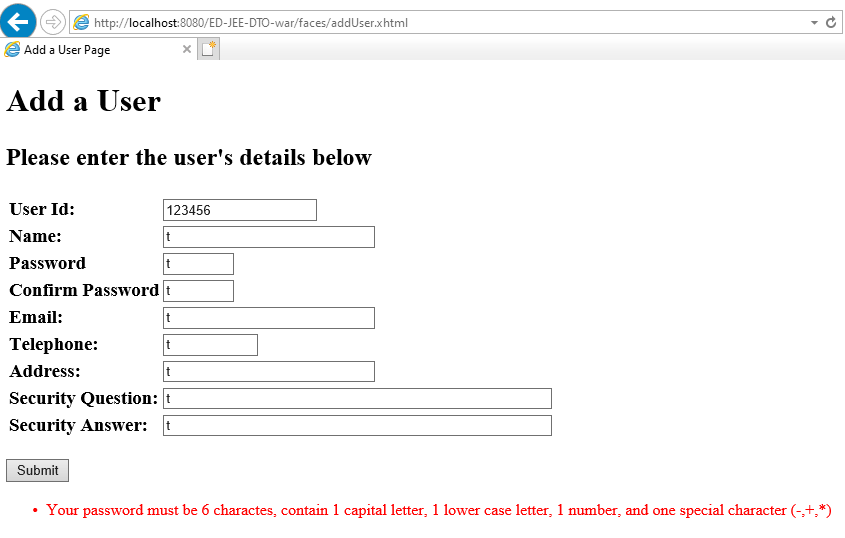 http://localhost:8080/ED-JEE-DTO-war/faces/addUser.xhtml
Add a User Page
Add a User
Please enter the user's details below
User Id: 123456
Name: t
Password t
Confirm Password t
Email: t
Telephone: t
Address: t
Security Question: t
Security Answer: t
Submit
• Your password must be 6 charactes, contain 1 capital letter, 1 lower case letter, 1 number, and one special character (-,+,*)